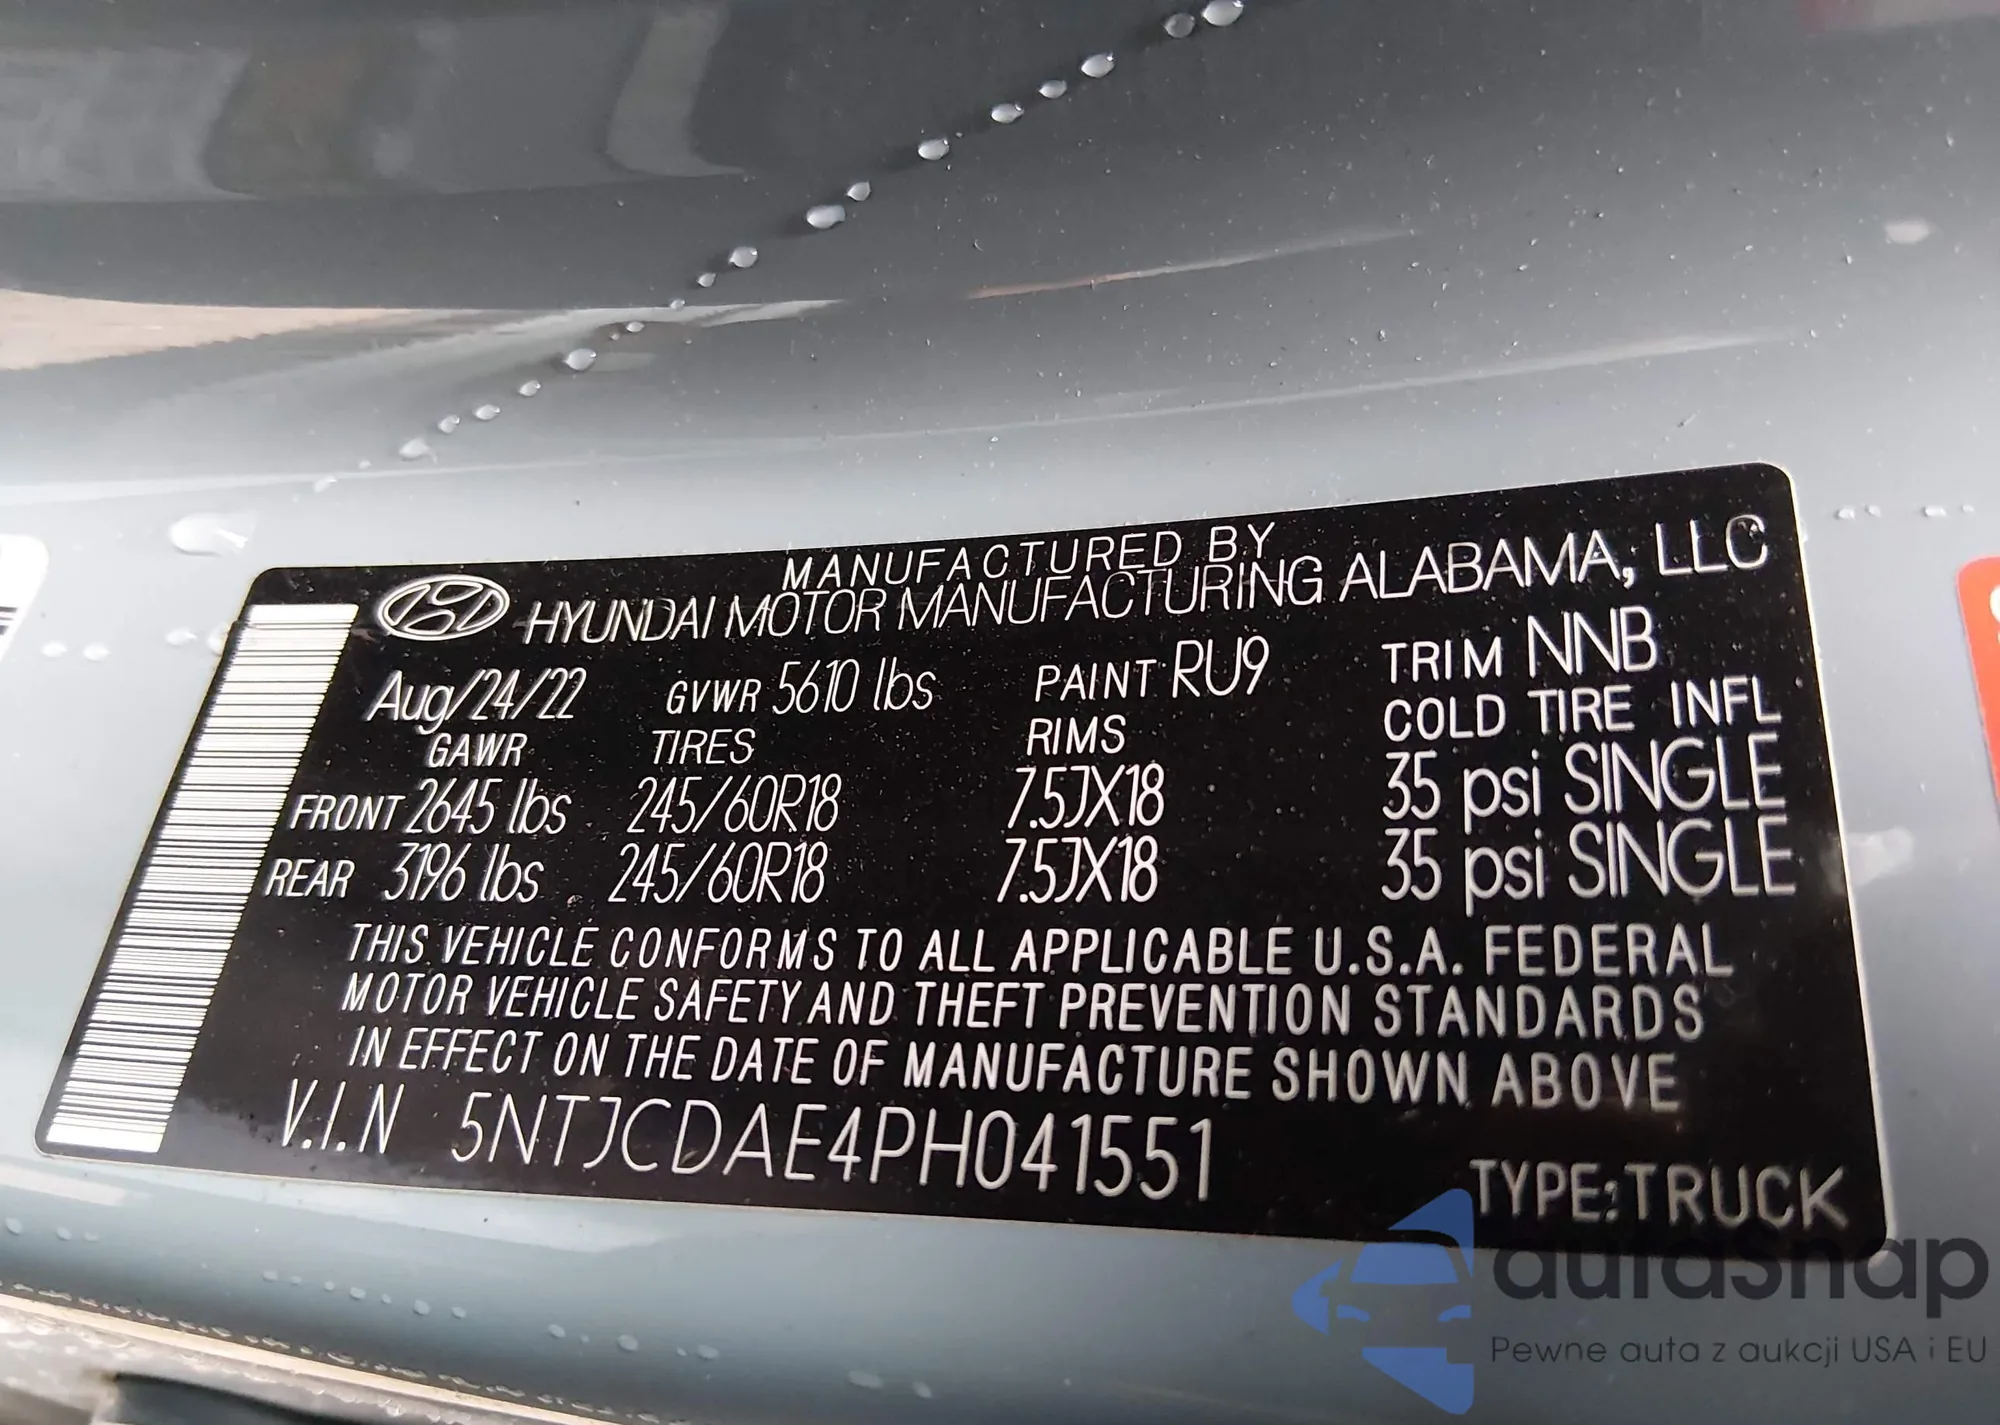 MANUFACTURED BY
HYUNDAI MOTOR MANUFACTURING ALABAMA, LLC
Aug/24/22 GVWR 5610 lbs PAINT RU9 TRIM NNB
GAWR TIRES RIMS COLD TIRE INFL
FRONT 2645 lbs 245/60R18 7.5JX18 35 psi SINGLE
REAR 3196 lbs 245/60R18 7.5JX18 35 psi SINGLE
THIS VEHICLE CONFORMS TO ALL APPLICABLE U.S.A. FEDERAL
MOTOR VEHICLE SAFETY AND THEFT PREVENTION STANDARDS
IN EFFECT ON THE DATE OF MANUFACTURE SHOWN ABOVE
V.I.N 5NTJCDAE4PH041551
TYPE:TRUCK
autasnap
Pewne auta z aukcji USA i EU